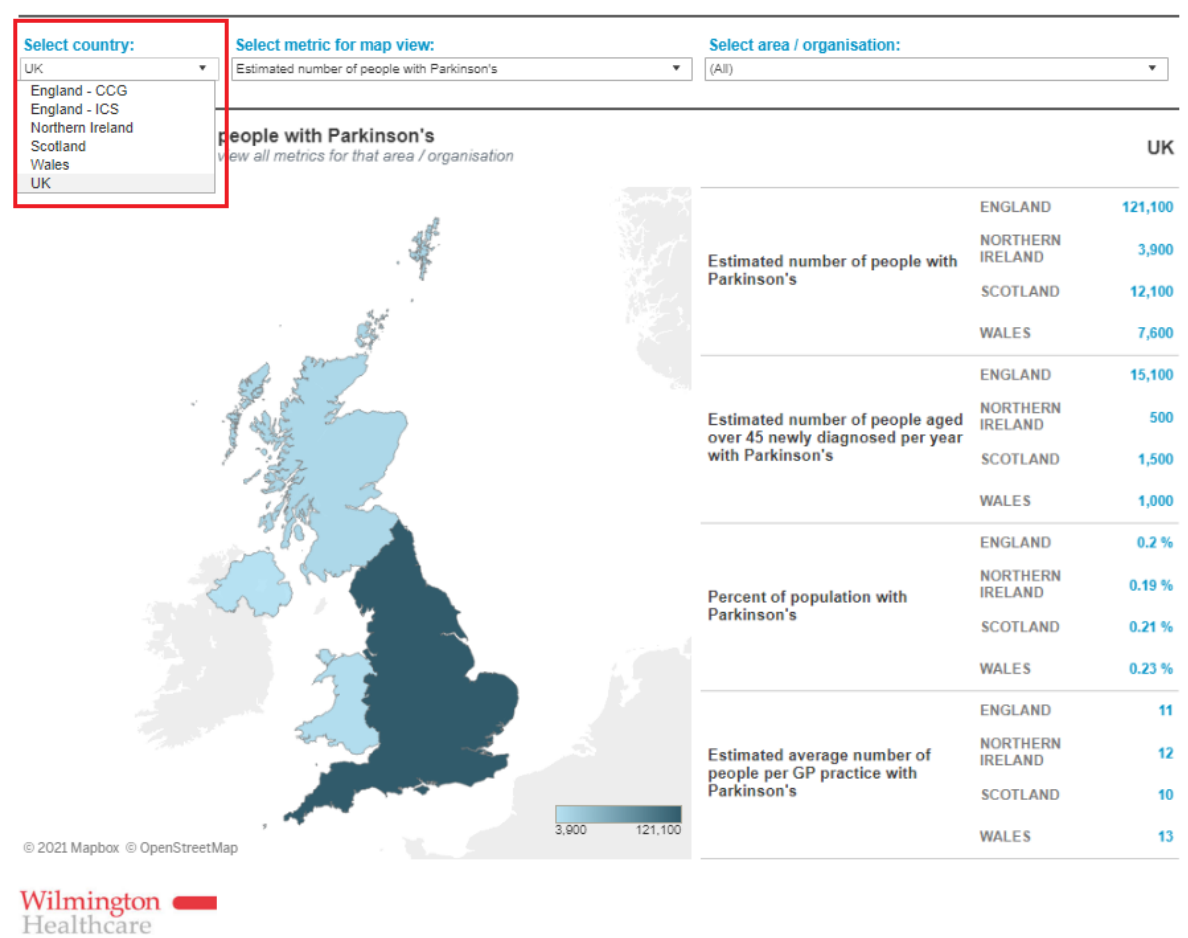 Select country:
Select metric for map view:
Select area / organisation:
UK
Estimated number of people with Parkinson's
(All)
England - CCG
England - ICS
Northern Ireland
Scotland
Wales
UK
people with Parkinson's
view all metrics for that area / organisation
UK
Estimated number of people with
Parkinson's
ENGLAND 121,100
NORTHERN
IRELAND 3,900
SCOTLAND 12,100
WALES 7,600
Estimated number of people aged
over 45 newly diagnosed per year
with Parkinson's
ENGLAND 15,100
NORTHERN
IRELAND 500
SCOTLAND 1,500
WALES 1,000
Percent of population with
Parkinson's
ENGLAND 0.2 %
NORTHERN
IRELAND 0.19 %
SCOTLAND 0.21 %
WALES 0.23 %
Estimated average number of
people per GP practice with
Parkinson's
ENGLAND 11
NORTHERN
IRELAND 12
SCOTLAND 10
WALES 13
3,900 121,100
© 2021 Mapbox © OpenStreetMap
Wilmington
Healthcare